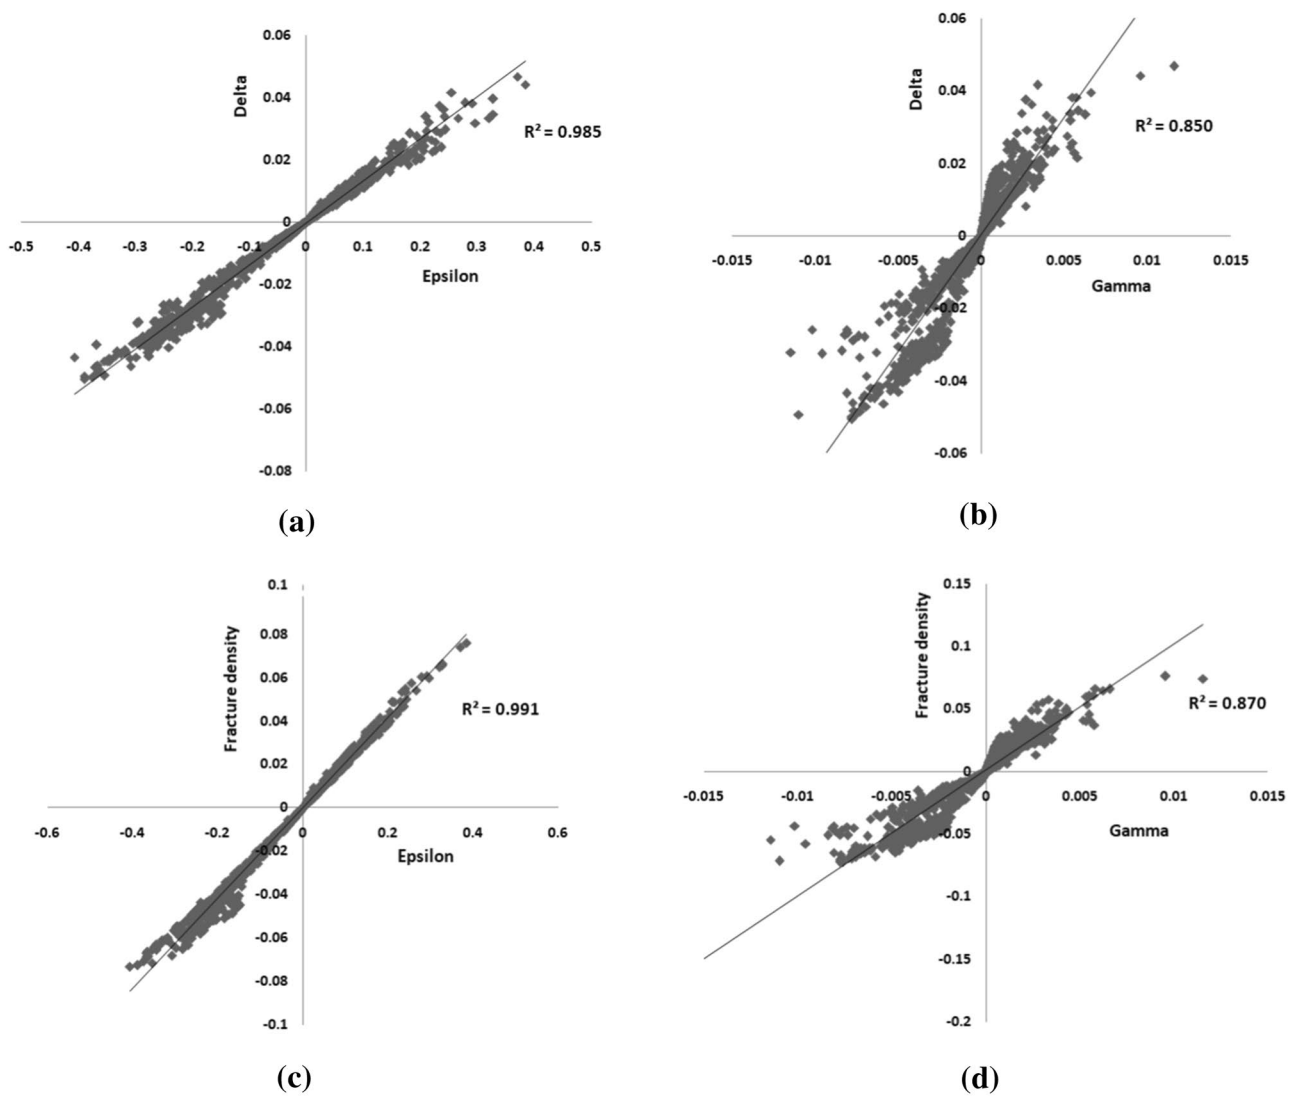 0.06
Delta
0.04
R² = 0.985
0.02
0
-0.5 -0.4 -0.3 -0.2 -0.1 0 0.1 0.2 0.3 0.4 0.5
Epsilon
-0.02
-0.04
-0.06
-0.08
(a)
0.06
Delta
0.04
R² = 0.850
0.02
0
-0.015 -0.01 -0.005 0 0.005 0.01 0.015
Gamma
-0.02
-0.04
-0.06
(b)
0.1
Fracture density
0.08
0.06
R² = 0.991
0.04
0.02
0
-0.6 -0.4 -0.2 0 0.2 0.4 0.6
Epsilon
-0.02
-0.04
-0.06
-0.08
-0.1
(c)
0.15
Fracture density
0.1
0.05
R² = 0.870
0
-0.015 -0.01 -0.005 0 0.005 0.01 0.015
Gamma
-0.05
-0.1
-0.15
-0.2
(d)